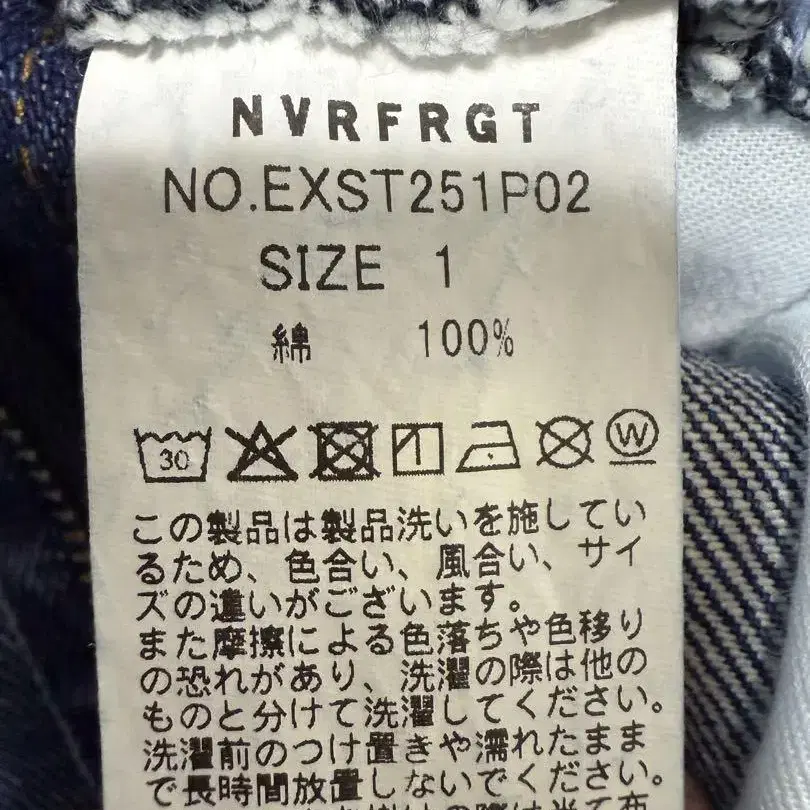 NVRFRGT
NO.EXST251P02
SIZE 1
綿 100%
30 W
この製品は製品洗いを施してい
るため、色合い、風合い、サイ
ズの違いがございます。
また摩擦による色落ちや色移り
の恐れがあり、洗濯の際は他の
ものと分けて洗濯してください。
洗濯前のつけ置きや濡れたまま
で長時間放置しないでください。